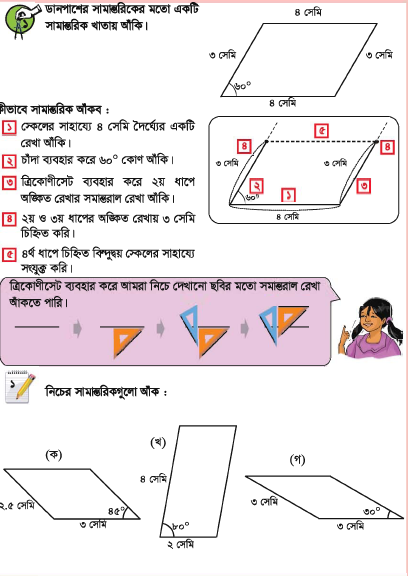 ডানপাশের সামান্তরিকের মতো একটি
সামান্তরিক খাতায় আঁকি।
৪ সেমি
৩ সেমি
৩ সেমি
৬০°
৪ সেমি
কীভাবে সামান্তরিক আঁকব :
১ স্কেলের সাহায্যে ৪ সেমি দৈর্ঘ্যের একটি
রেখা আঁকি।
২ চাঁদা ব্যবহার করে ৬০° কোণ আঁকি।
৩ ত্রিকোণীসেট ব্যবহার করে ২য় ধাপে
অঙ্কিত রেখার সমান্তরাল রেখা আঁকি।
৪ ২য় ও ৩য় ধাপের অঙ্কিত রেখায় ৩ সেমি
চিহ্নিত করি।
৫ ৪র্থ ধাপে চিহ্নিত বিন্দুদ্বয় স্কেলের সাহায্যে
সংযুক্ত করি।
৫
৪
৪
৩ সেমি
৩ সেমি
২
৩
৬০°
১
৪ সেমি
ত্রিকোণীসেট ব্যবহার করে আমরা নিচে দেখানো ছবির মতো সমান্তরাল রেখা
আঁকতে পারি।
১
নিচের সামান্তরিকগুলো আঁক :
(ক)
২.৫ সেমি
৪৫°
৩ সেমি
(খ)
৪ সেমি
৮০°
২ সেমি
(গ)
৩ সেমি
৩০°
৩ সেমি